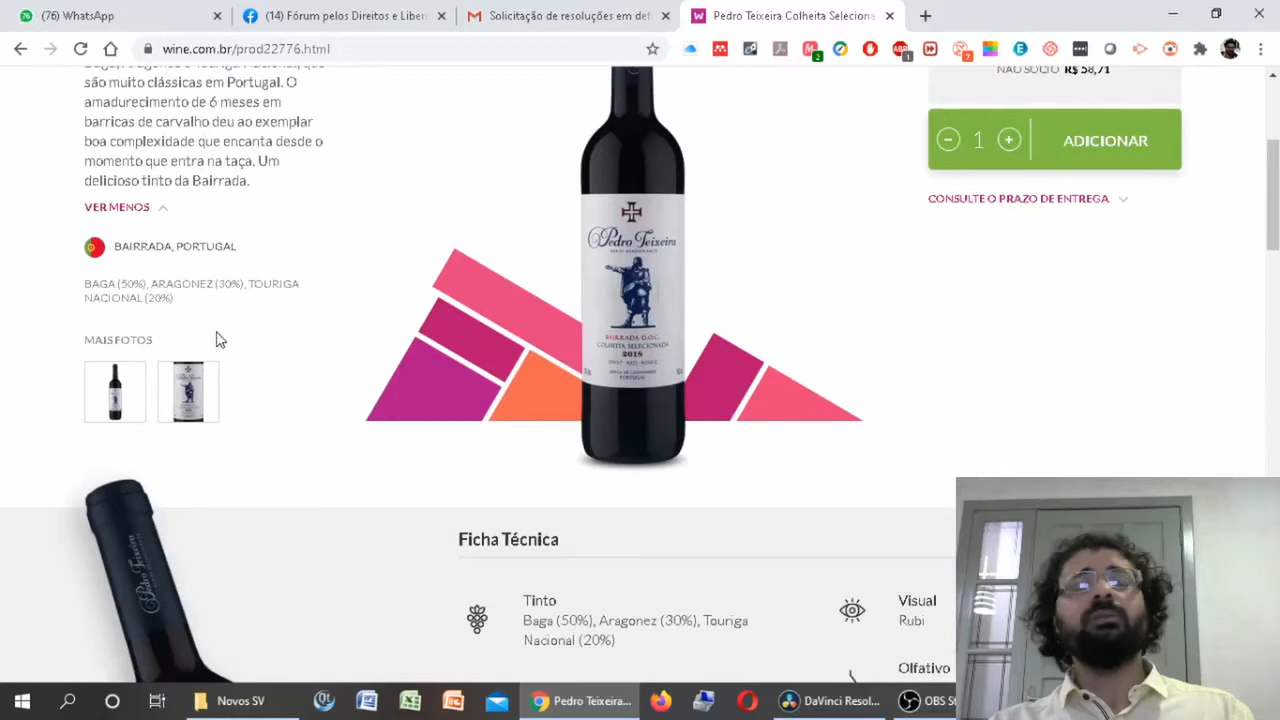 (76) WhatsApp
(14) Fórum pelos Direitos e Liber
Solicitação de resoluções em def
Pedro Teixeira Colheita Seleciona
wine.com.br/prod22776.html
são muito clássicas em Portugal. O
amadurecimento de 6 meses em
barricas de carvalho deu ao exemplar
boa complexidade que encanta desde o
momento que entra na taça. Um
delicioso tinto da Bairrada.
VER MENOS
BAIRRADA, PORTUGAL
BAGA (50%), ARAGONEZ (30%), TOURIGA
NACIONAL (20%)
MAIS FOTOS
NÃO SÓCIO R$ 58,71
1
ADICIONAR
CONSULTE O PRAZO DE ENTREGA
Pedro Teixeira
BAIRRADA D.O.C.
COLHEITA SELECIONADA
2018
PORTUGAL
Pedro Teixeira
Ficha Técnica
Tinto
Baga (50%), Aragonez (30%), Touriga
Nacional (20%)
Visual
Rubi
Olfativo
Novos SV
Pedro Teixeira...
DaVinci Resol...
OBS St